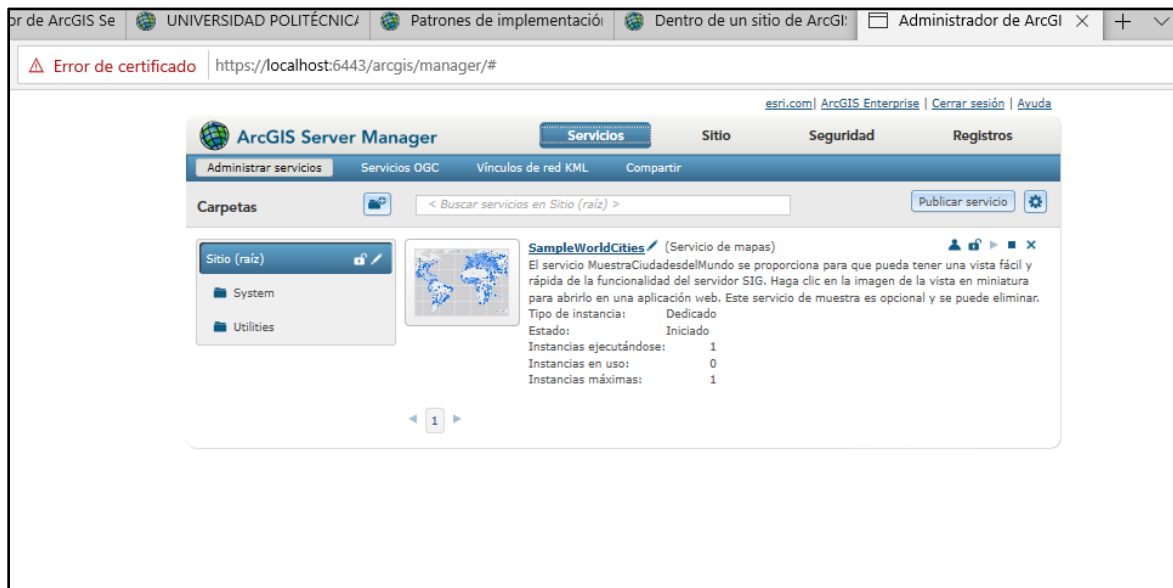 or de ArcGIS Se UNIVERSIDAD POLITÉCNICA Patrones de implementació Dentro de un sitio de ArcGI: Administrador de ArcGI
Error de certificado https://localhost:6443/arcgis/manager/#
esri.com| ArcGIS Enterprise | Cerrar sesión | Ayuda
ArcGIS Server Manager Servicios Sitio Seguridad Registros
Administrar servicios Servicios OGC Vínculos de red KML Compartir
Carpetas < Buscar servicios en Sitio (raíz) > Publicar servicio
Sitio (raíz)
System
Utilities
SampleWorldCities (Servicio de mapas)
El servicio MuestraCiudadesdelMundo se proporciona para que pueda tener una vista fácil y
rápida de la funcionalidad del servidor SIG. Haga clic en la imagen de la vista en miniatura
para abrirlo en una aplicación web. Este servicio de muestra es opcional y se puede eliminar.
Tipo de instancia: Dedicado
Estado: Iniciado
Instancias ejecutándose: 1
Instancias en uso: 0
Instancias máximas: 1
1